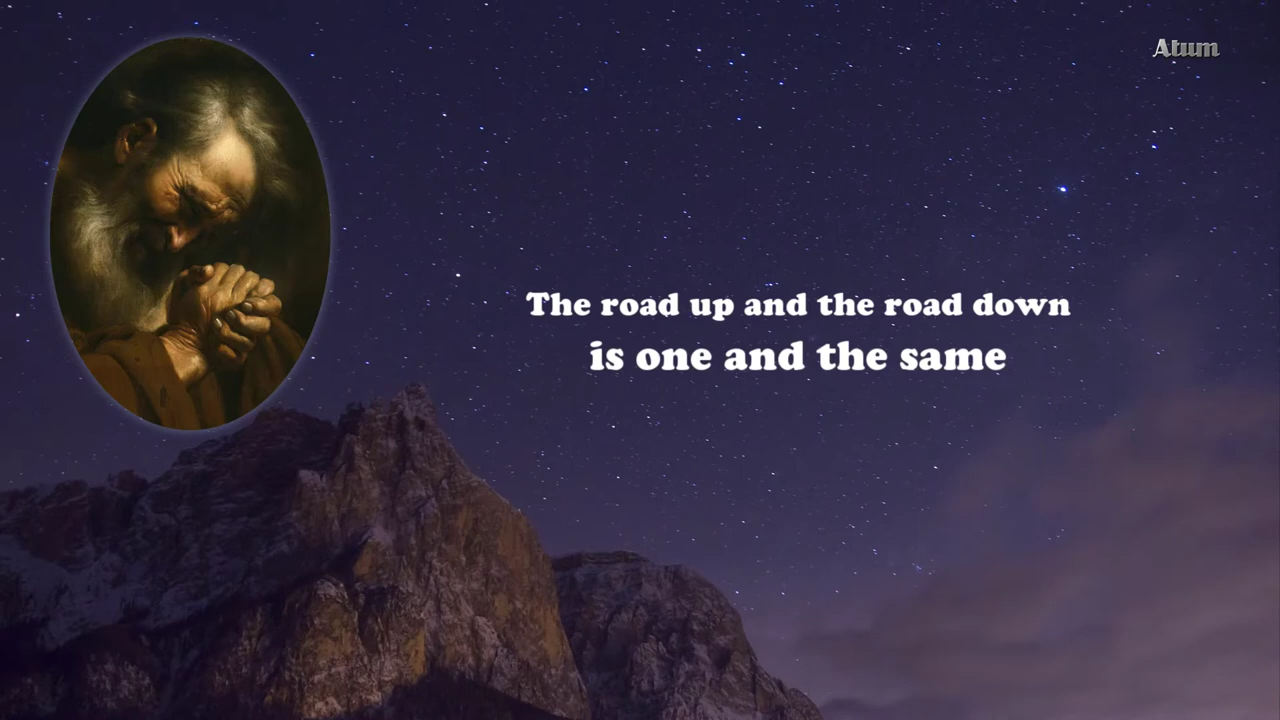 Atum
The road up and the road down
is one and the same